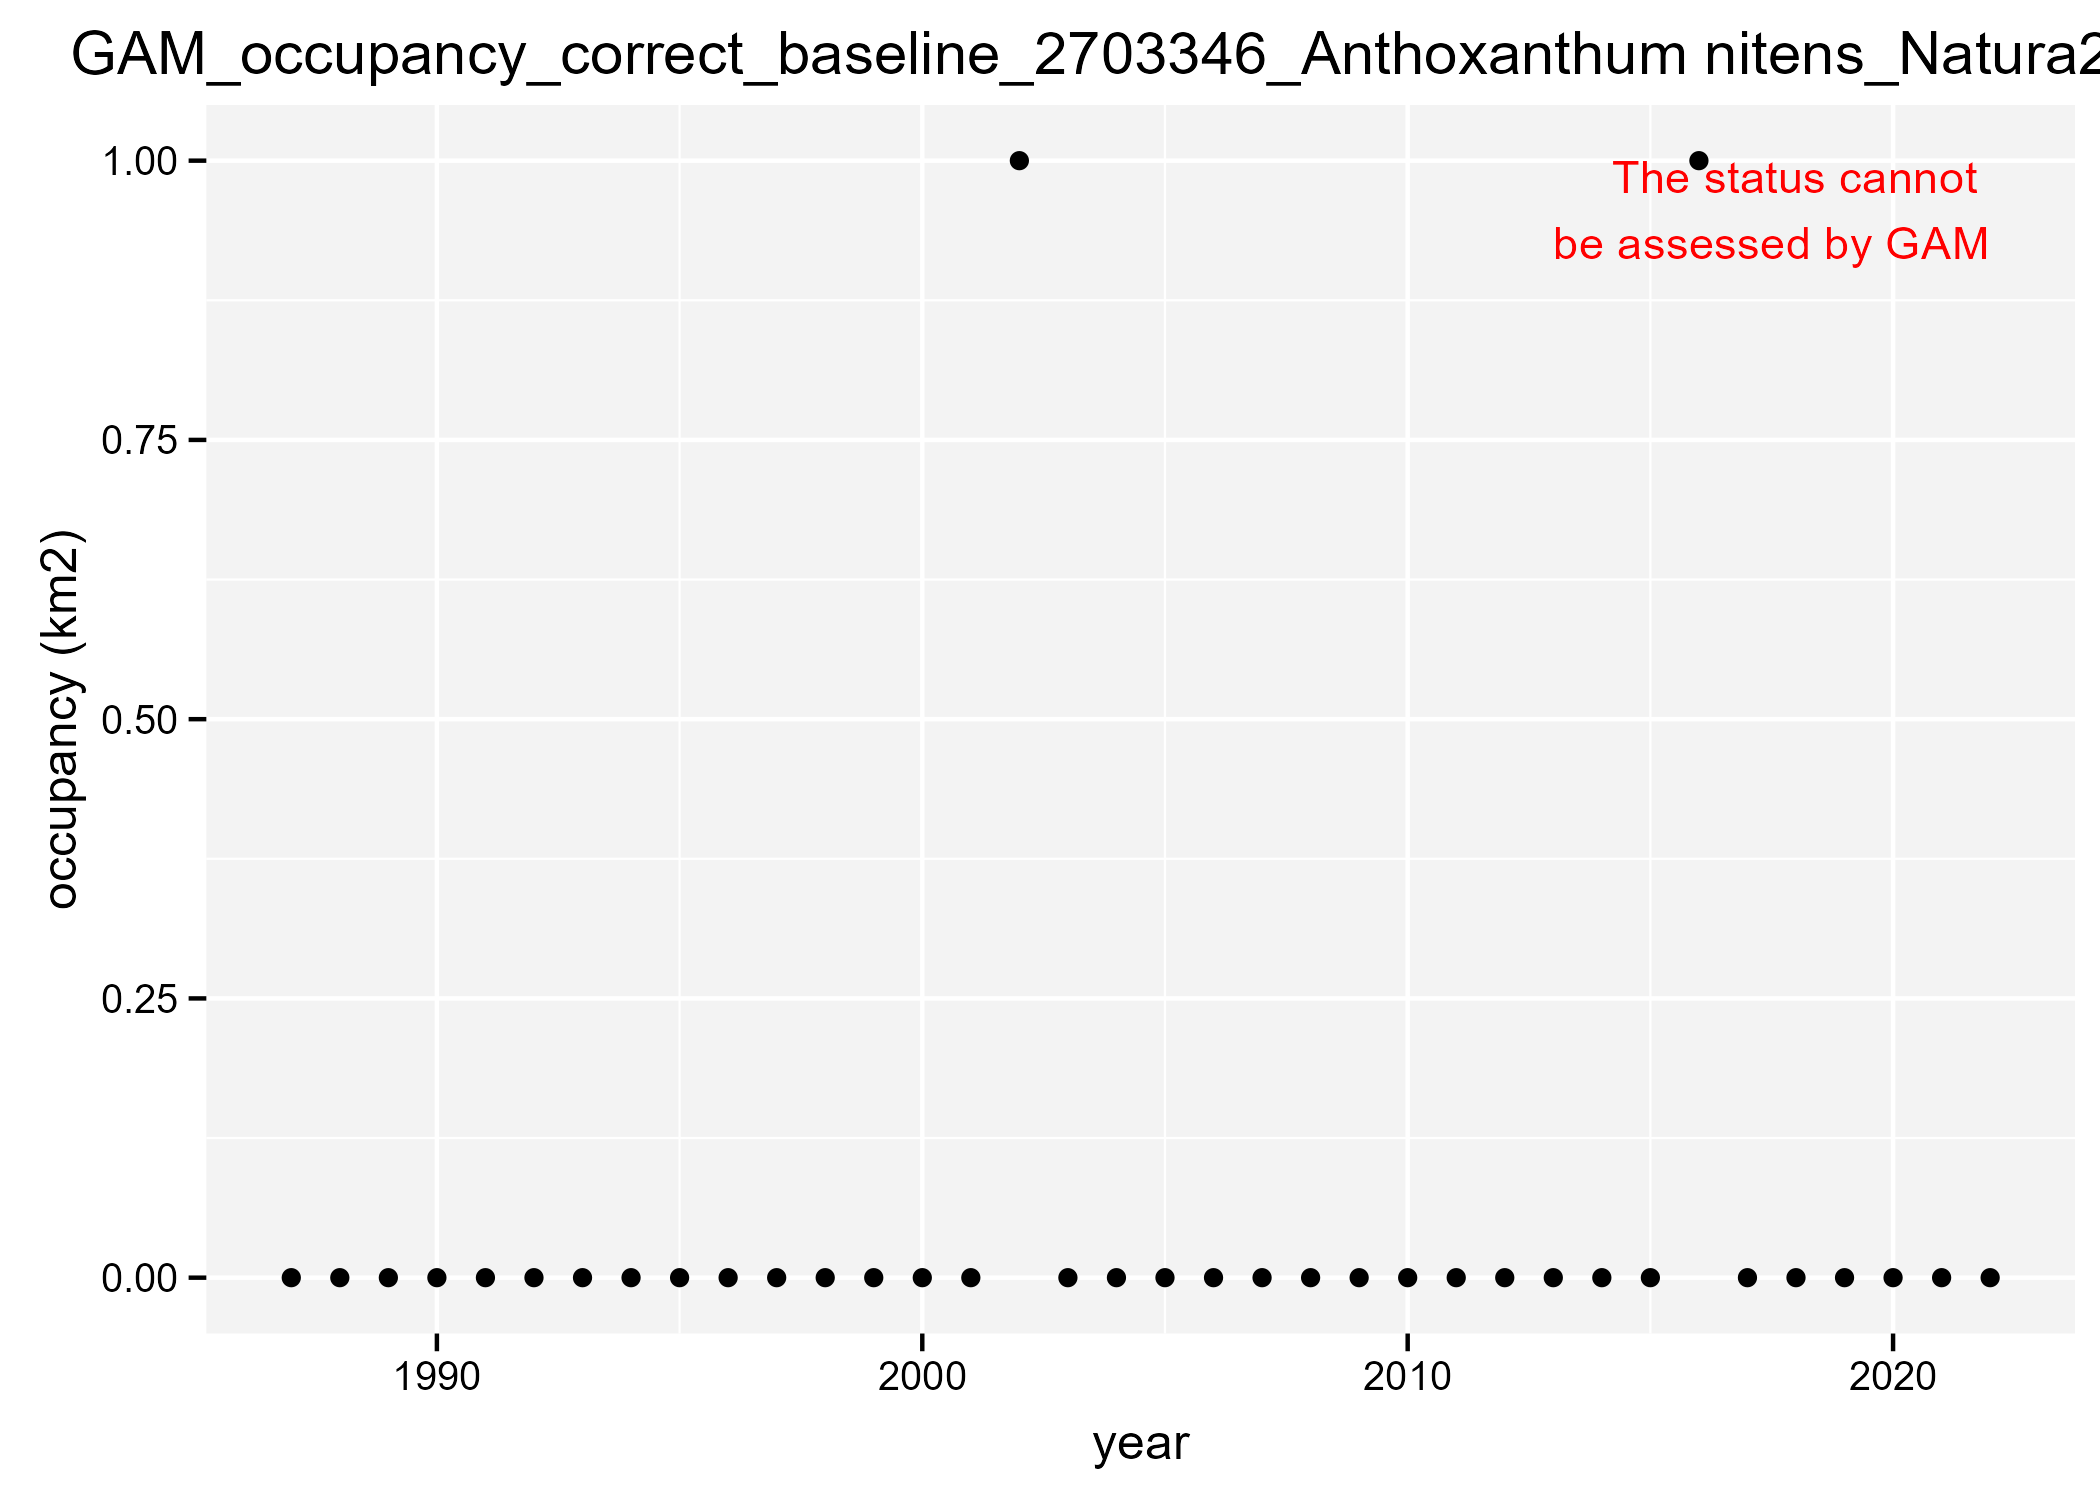 GAM_occupancy_correct_baseline_2703346_Anthoxanthum nitens_Natura2
1.00
The status cannot
be assessed by GAM
0.75
occupancy (km2)
0.50
0.25
0.00
1990 2000 2010 2020
year